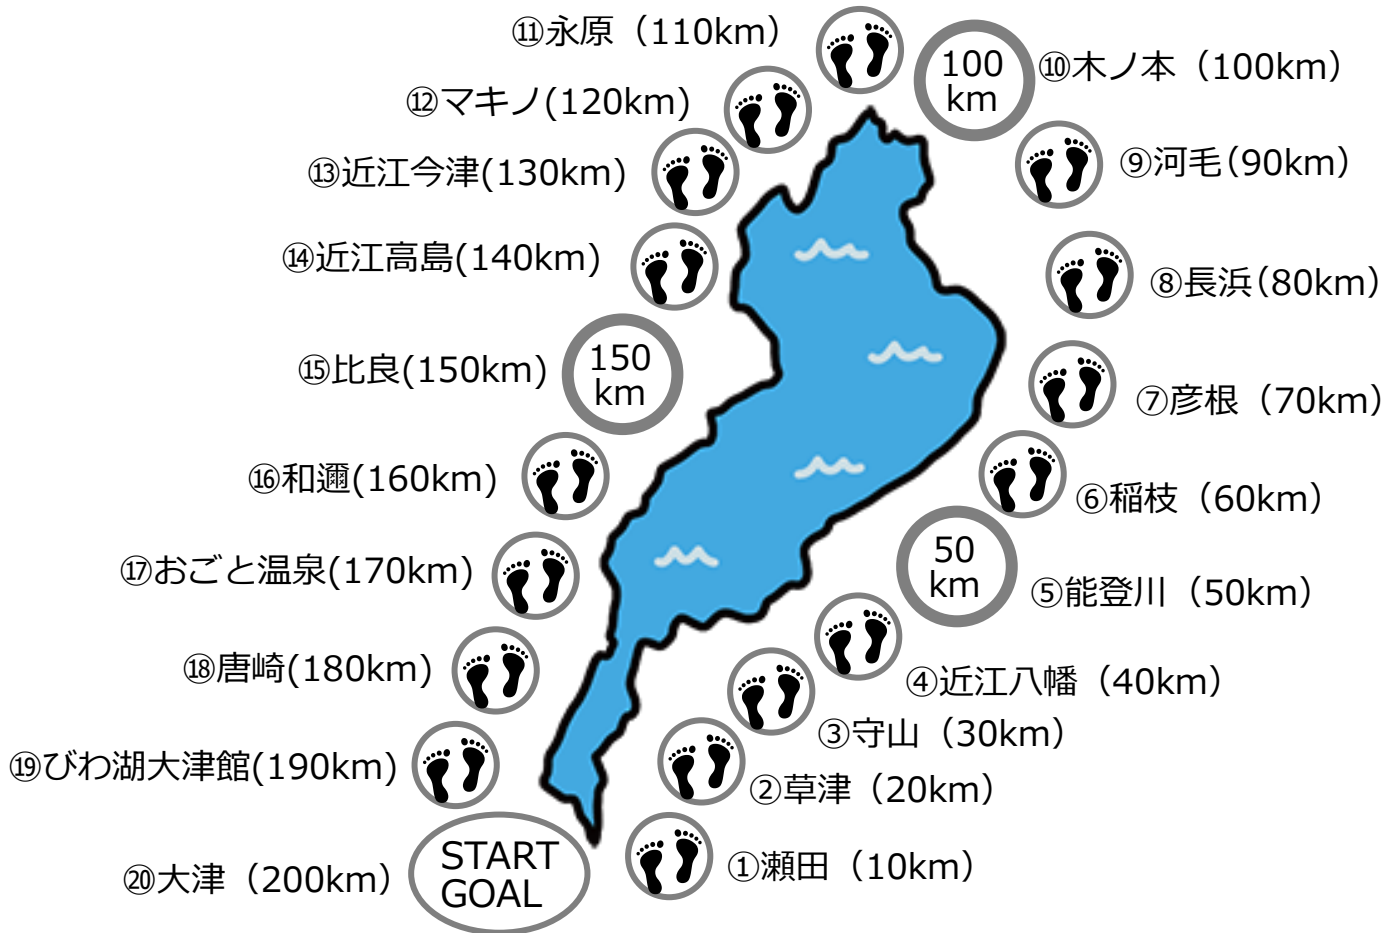 ⑪永原（110km）
100
km
⑩木ノ本（100km）
⑫マキノ(120km)
⑬近江今津(130km)
⑨河毛(90km）
⑭近江高島(140km)
⑧長浜(80km）
⑮比良(150km)
150
km
⑦彦根（70km）
⑯和邇(160km)
⑥稲枝（60km）
50
km
⑰おごと温泉(170km)
⑤能登川（50km）
⑱唐崎(180km)
④近江八幡（40km）
③守山（30km）
⑲びわ湖大津館(190km)
②草津（20km）
START
GOAL
①瀬田（10km）
⑳大津（200km）